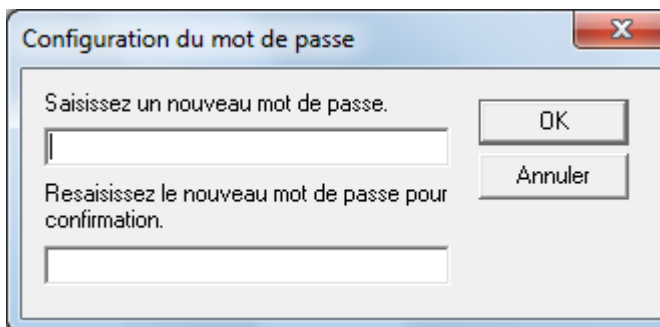 Configuration du mot de passe
Saisissez un nouveau mot de passe.
OK
Annuler
Resaisissez le nouveau mot de passe pour
confirmation.